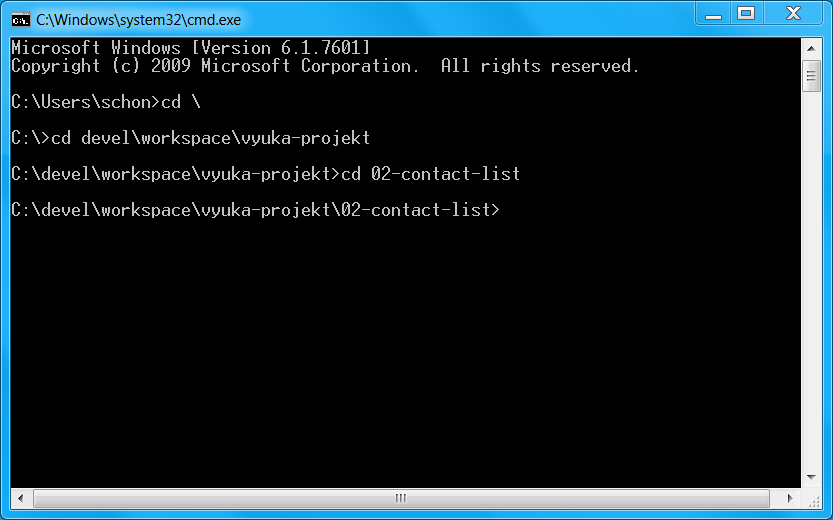 C:\Windows\system32\cmd.exe
Microsoft Windows [Version 6.1.7601]
Copyright (c) 2009 Microsoft Corporation.  All rights reserved.
C:\Users\schon>cd \
C:\>cd devel\workspace\vyuka-projekt
C:\devel\workspace\vyuka-projekt>cd 02-contact-list
C:\devel\workspace\vyuka-projekt\02-contact-list>